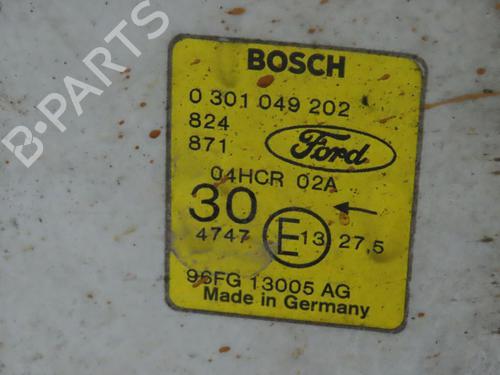 B-PARTS
BOSCH
0 301 049 202
824
871
Ford
04HCR 02A
30
4747 E 13 27,5
96FG 13005 AG
Made in Germany